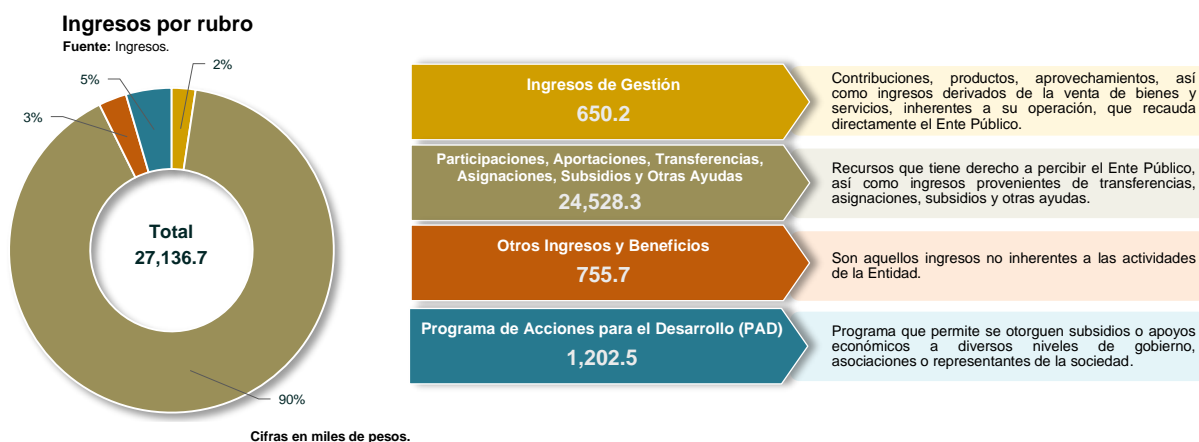 Ingresos por rubro
Fuente: Ingresos.
2%
5%
3%
Total
27,136.7
90%
Cifras en miles de pesos.
Ingresos de Gestión
650.2
Contribuciones, productos, aprovechamientos, así
como ingresos derivados de la venta de bienes y
servicios, inherentes a su operación, que recauda
directamente el Ente Público.
Participaciones, Aportaciones, Transferencias,
Asignaciones, Subsidios y Otras Ayudas
24,528.3
Recursos que tiene derecho a percibir el Ente Público,
así como ingresos provenientes de transferencias,
asignaciones, subsidios y otras ayudas.
Otros Ingresos y Beneficios
755.7
Son aquellos ingresos no inherentes a las actividades
de la Entidad.
Programa de Acciones para el Desarrollo (PAD)
1,202.5
Programa que permite se otorguen subsidios o apoyos
económicos a diversos niveles de gobierno,
asociaciones o representantes de la sociedad.